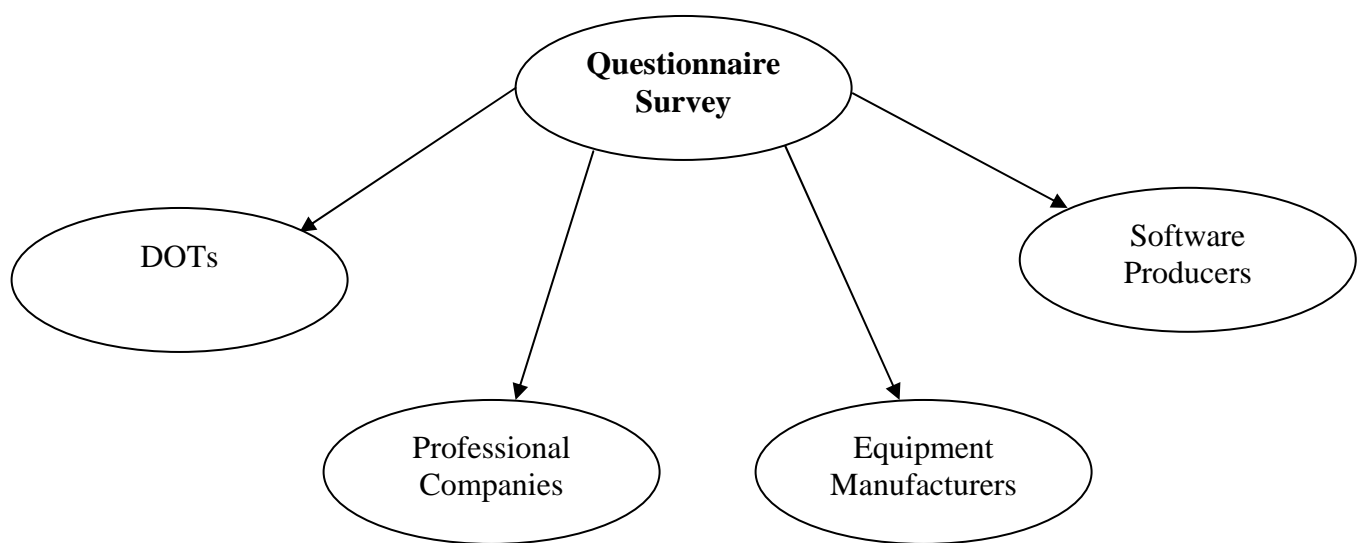 Questionnaire
Survey
DOTs
Software
Producers
Professional
Companies
Equipment
Manufacturers